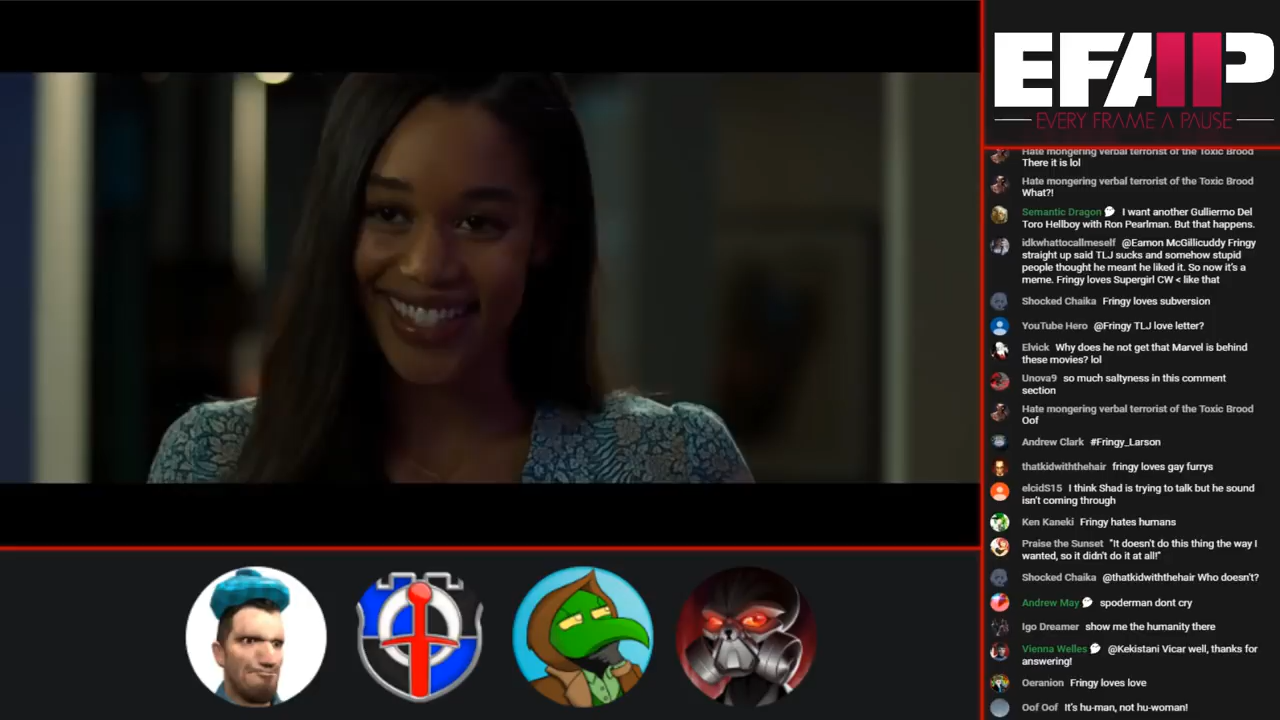 EFAP
EVERY FRAME A PAUSE
Hate mongering verbal terrorist of the Toxic Brood
There it is lol
Hate mongering verbal terrorist of the Toxic Brood
What?!
Semantic Dragon I want another Gulliermo Del
Toro Hellboy with Ron Pearlman. But that happens.
idkwhattocallmeself @Eamon McGillicuddy Fringy
straight up said TLJ sucks and somehow stupid
people thought he meant he liked it. So now it's a
meme. Fringy loves Supergirl CW < like that
Shocked Chaika Fringy loves subversion
YouTube Hero @Fringy TLJ love letter?
Elvick Why does he not get that Marvel is behind
these movies? lol
Unova9 so much saltyness in this comment
section
Hate mongering verbal terrorist of the Toxic Brood
Oof
Andrew Clark #Fringy_Larson
thatkidwiththehair fringy loves gay furrys
elcidS15 I think Shad is trying to talk but he sound
isn't coming through
Ken Kaneki Fringy hates humans
Praise the Sunset "It doesn't do this thing the way I
wanted, so it didn't do it at all!"
Shocked Chaika @thatkidwiththehair Who doesn't?
Andrew May spoderman dont cry
Igo Dreamer show me the humanity there
Vienna Welles @Kekistani Vicar well, thanks for
answering!
Oeranion Fringy loves love
Oof Oof It's hu-man, not hu-woman!